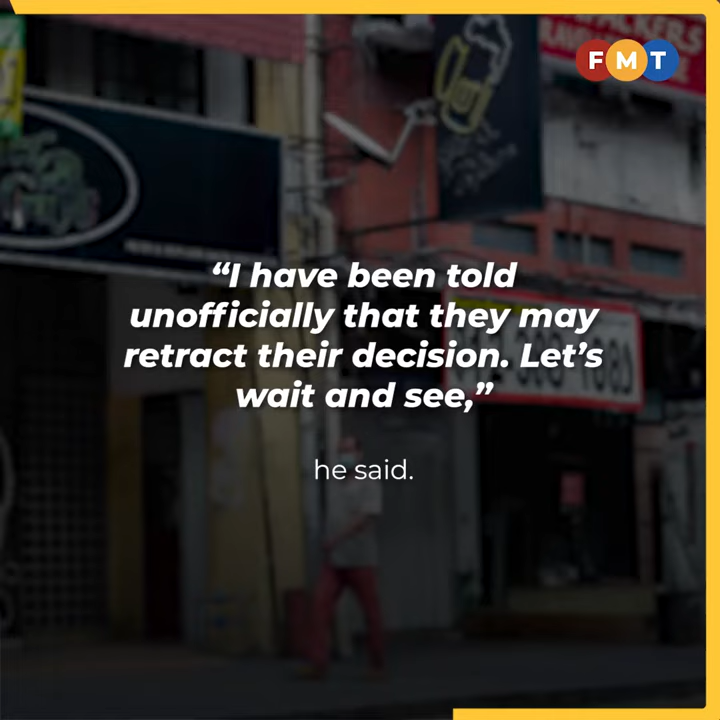 FMT
“I have been told
unofficially that they may
retract their decision. Let’s
wait and see,”
he said.